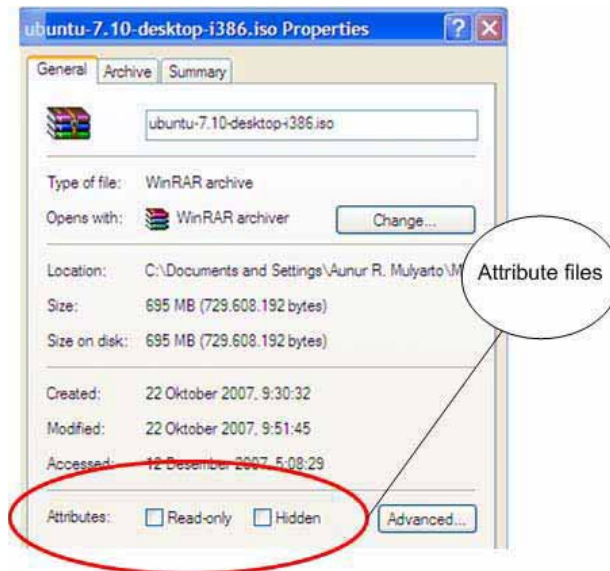 ubuntu-7.10-desktop-i386.iso Properties
General Archive Summary
ubuntu-7.10-desktop-i386.iso
Type of file: WinRAR archive
Opens with: WinRAR archiver Change...
Location: C:\Documents and Settings\Aunur R. Mulyarto\M
Attribute files
Size: 695 MB (729.608.192 bytes)
Size on disk: 695 MB (729.608.192 bytes)
Created: 22 Oktober 2007, 9:30:32
Modified: 22 Oktober 2007, 9:51:45
Accessed: 12 Desember 2007, 5:08:29
Attributes: Read-only Hidden Advanced...